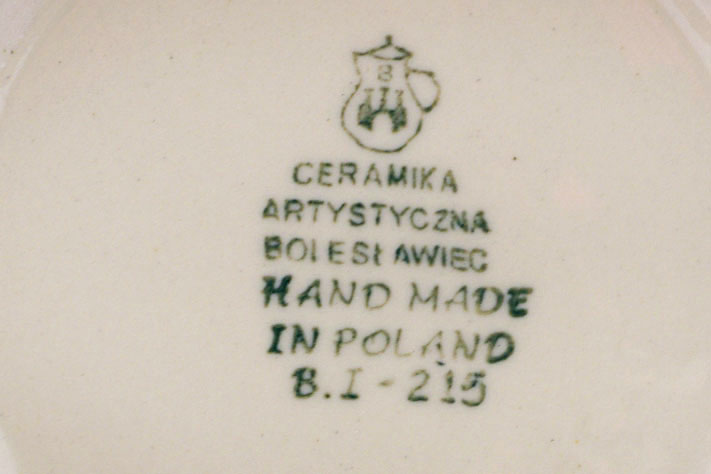 B
CERAMIKA
ARTYSTYCZNA
BOLESŁAWIEC
HAND MADE
IN POLAND
B.I - 215